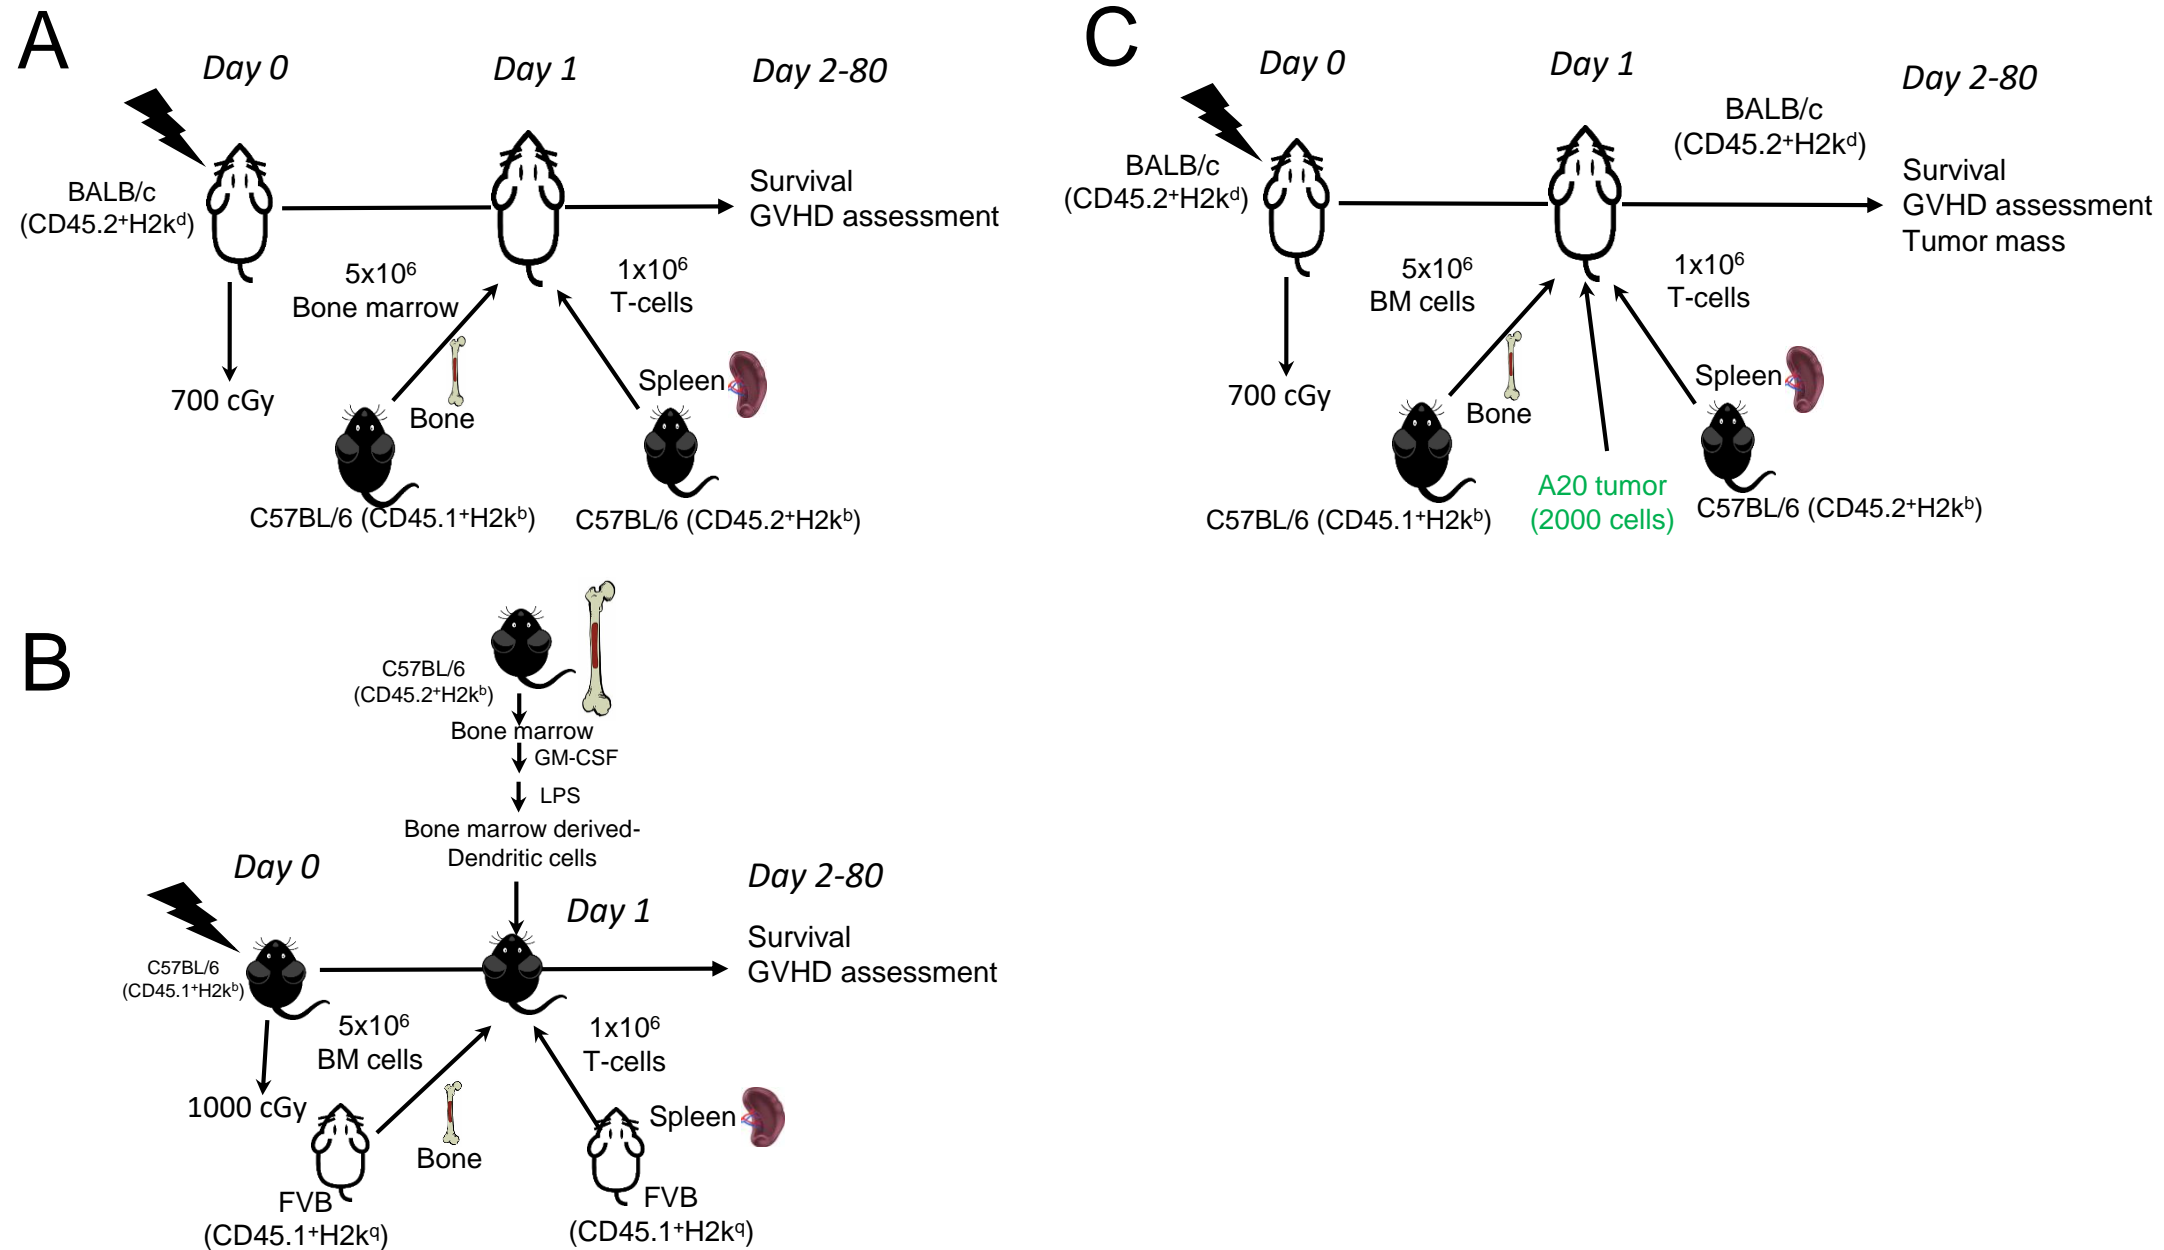 A
Day 0
Day 1
Day 2-80
BALB/c
(CD45.2⁺H2kᵈ)
Survival
GVHD assessment
5x10⁶
Bone marrow
1x10⁶
T-cells
700 cGy
Bone
Spleen
C57BL/6 (CD45.1⁺H2kᵇ)
C57BL/6 (CD45.2⁺H2kᵇ)
B
C57BL/6
(CD45.2⁺H2kᵇ)
Bone marrow
GM-CSF
LPS
Bone marrow derived-
Dendritic cells
Day 0
Day 1
Day 2-80
C57BL/6
(CD45.1⁺H2kᵇ)
Survival
GVHD assessment
5x10⁶
BM cells
1x10⁶
T-cells
1000 cGy
Bone
Spleen
FVB
(CD45.1⁺H2k𐞥)
FVB
(CD45.1⁺H2k𐞥)
C
Day 0
Day 1
Day 2-80
BALB/c
(CD45.2⁺H2kᵈ)
BALB/c
(CD45.2⁺H2kᵈ)
Survival
GVHD assessment
Tumor mass
5x10⁶
BM cells
1x10⁶
T-cells
700 cGy
Bone
Spleen
C57BL/6 (CD45.1⁺H2kᵇ)
A20 tumor
(2000 cells)
C57BL/6 (CD45.2⁺H2kᵇ)